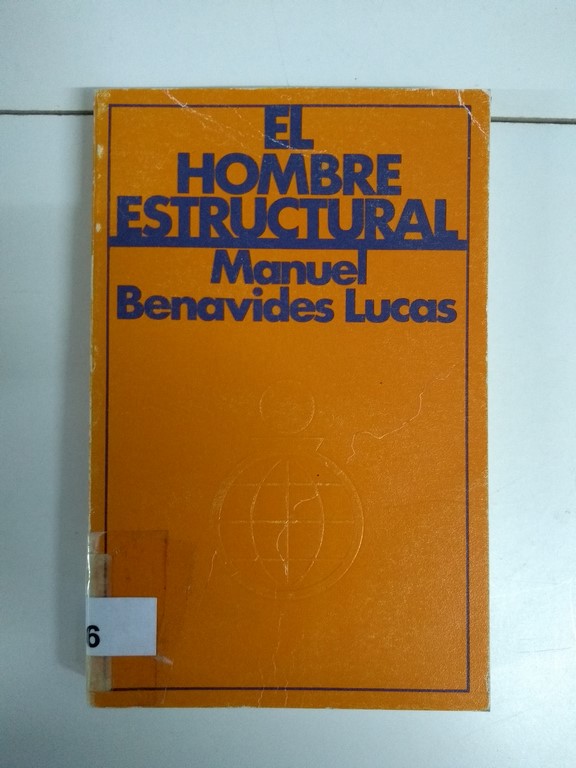 EL
HOMBRE
ESTRUCTURAL
Manuel
Benavides Lucas
6